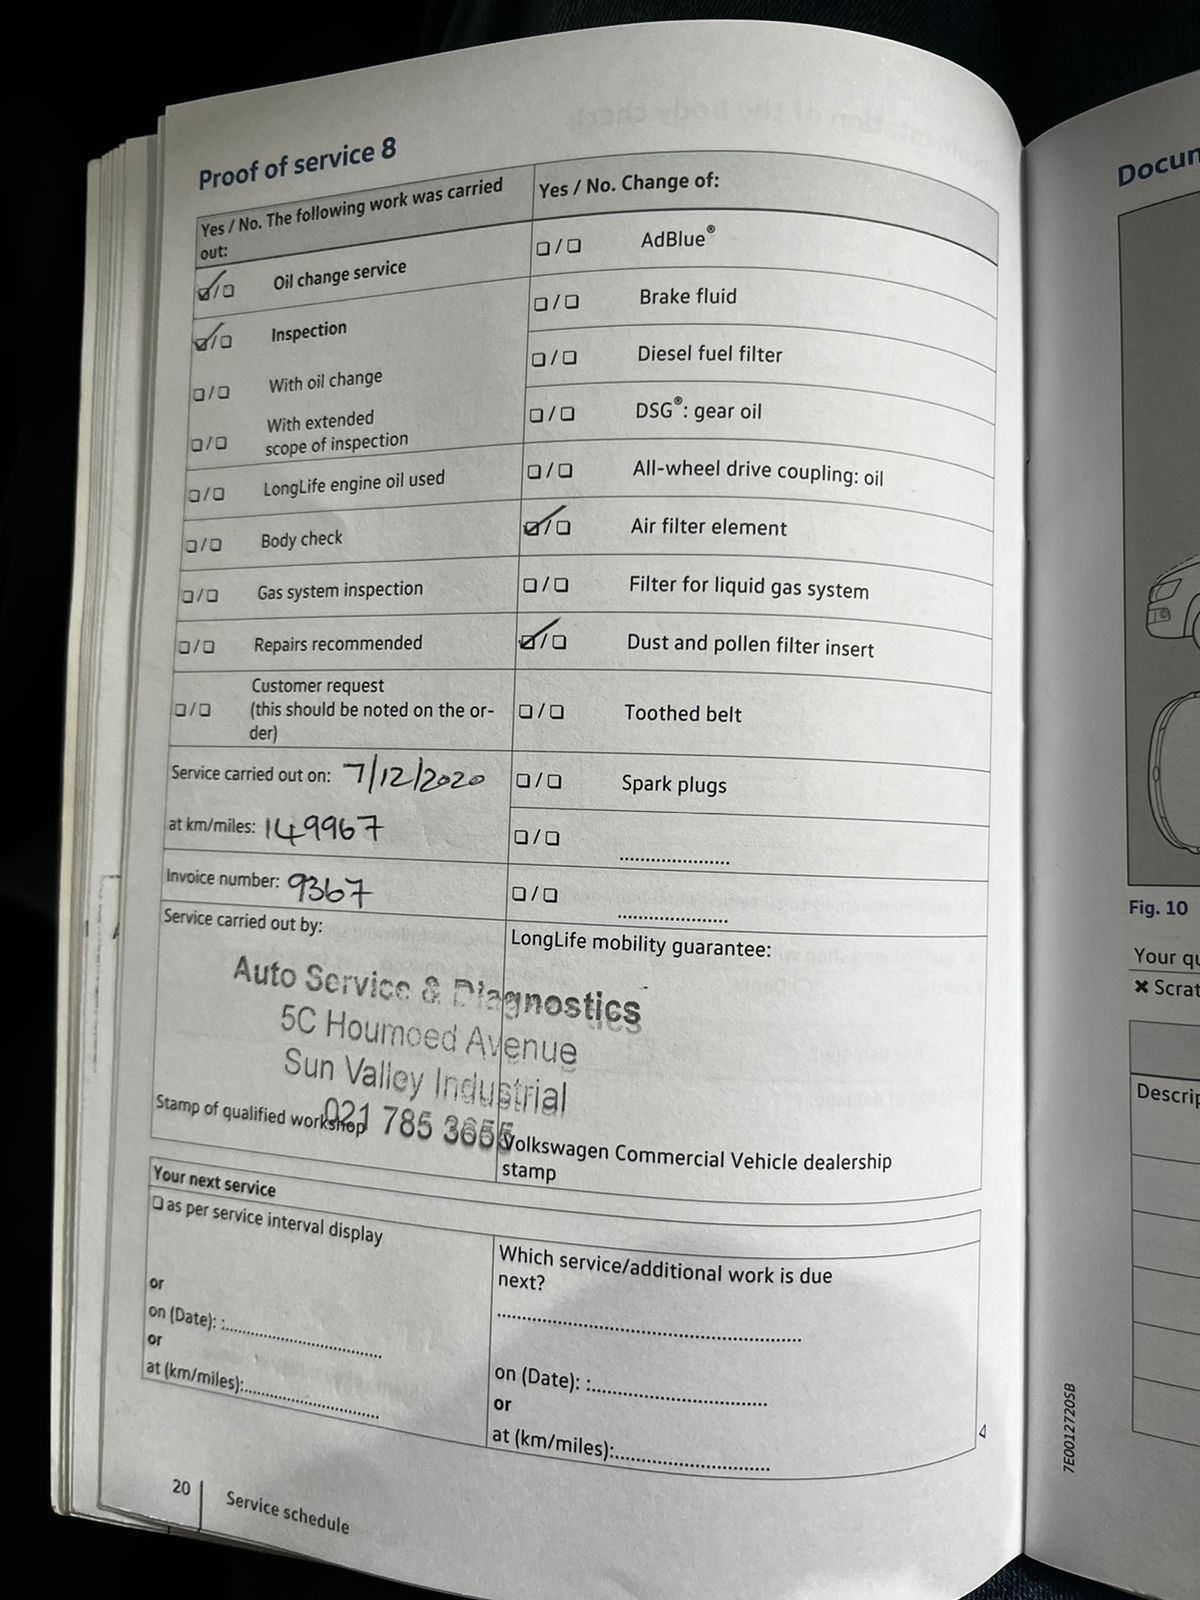 Proof of service 8
Yes / No. The following work was carried
out:
❏/❏ Oil change service
❏/❏ Inspection
❏/❏ With oil change
❏/❏ With extended
scope of inspection
❏/❏ LongLife engine oil used
❏/❏ Body check
❏/❏ Gas system inspection
❏/❏ Repairs recommended
❏/❏ Customer request
(this should be noted on the or-
der)
Service carried out on: 7/12/2020
at km/miles: 149967
Invoice number: 9367
Service carried out by:
Yes / No. Change of:
❏/❏ AdBlue®
❏/❏ Brake fluid
❏/❏ Diesel fuel filter
❏/❏ DSG®: gear oil
❏/❏ All-wheel drive coupling: oil
❏/❏ Air filter element
❏/❏ Filter for liquid gas system
❏/❏ Dust and pollen filter insert
❏/❏ Toothed belt
❏/❏ Spark plugs
❏/❏ ......................
❏/❏ ......................
LongLife mobility guarantee:
Auto Service & Diagnostics
5C Houmoed Avenue
Sun Valley Industrial
021 785 3655
Stamp of qualified workshop
Volkswagen Commercial Vehicle dealership
stamp
Your next service
❏ as per service interval display
or
on (Date): :..............................
or
at (km/miles):..........................
Which service/additional work is due
next?
..........................................................
on (Date): :..................................
or
at (km/miles):..............................
20
Service schedule
7E0012720SB
Fig. 10
✖